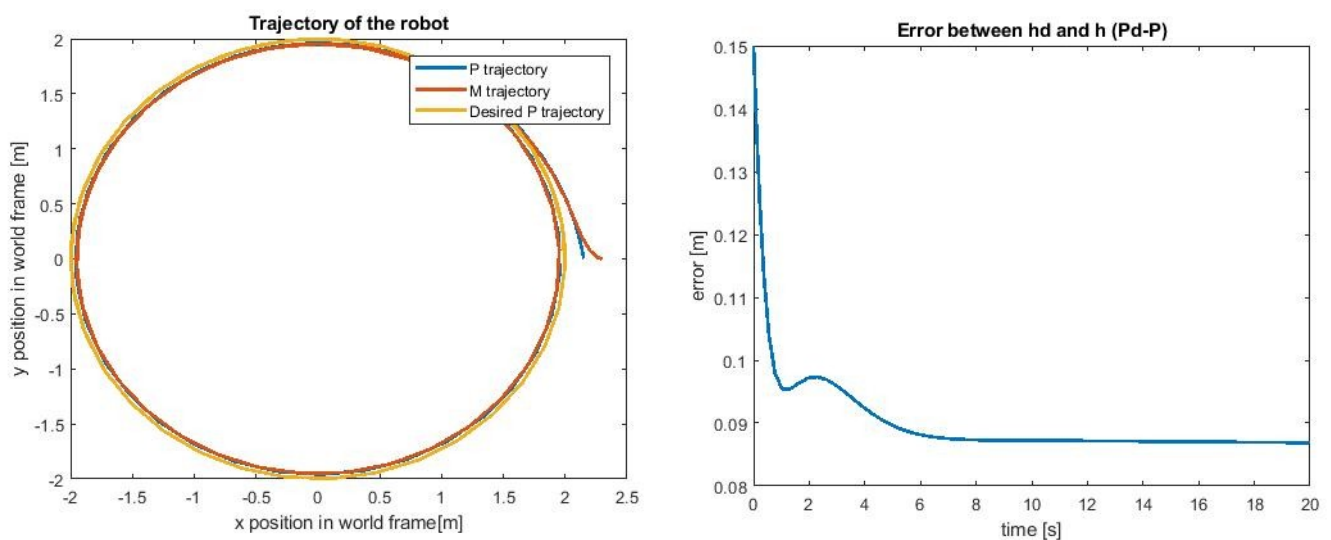 Trajectory of the robot
P trajectory
M trajectory
Desired P trajectory
2
1.5
1
0.5
0
-0.5
-1
-1.5
-2
y position in world frame [m]
-2 -1.5 -1 -0.5 0 0.5 1 1.5 2 2.5
x position in world frame[m]
Error between hd and h (Pd-P)
0.15
0.14
0.13
0.12
0.11
0.1
0.09
0.08
error [m]
0 2 4 6 8 10 12 14 16 18 20
time [s]